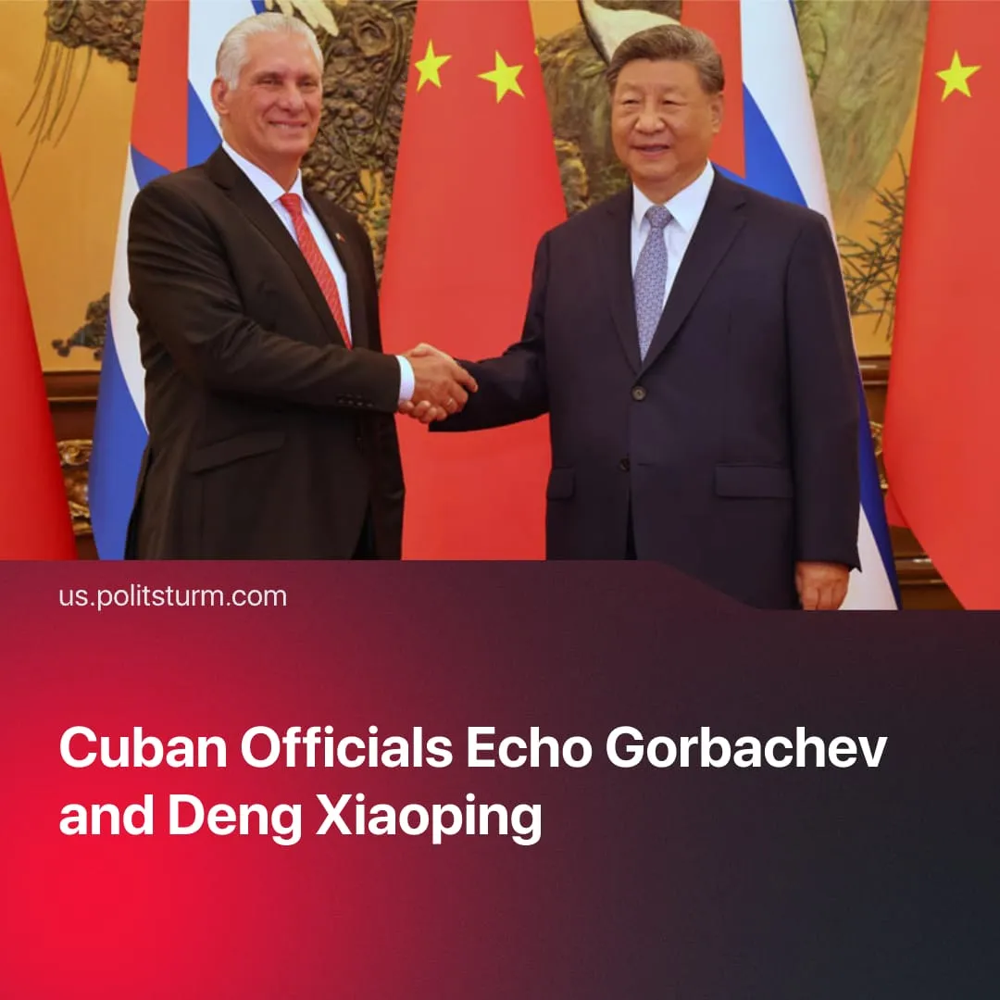 us.politsturm.com
Cuban Officials Echo Gorbachev
and Deng Xiaoping